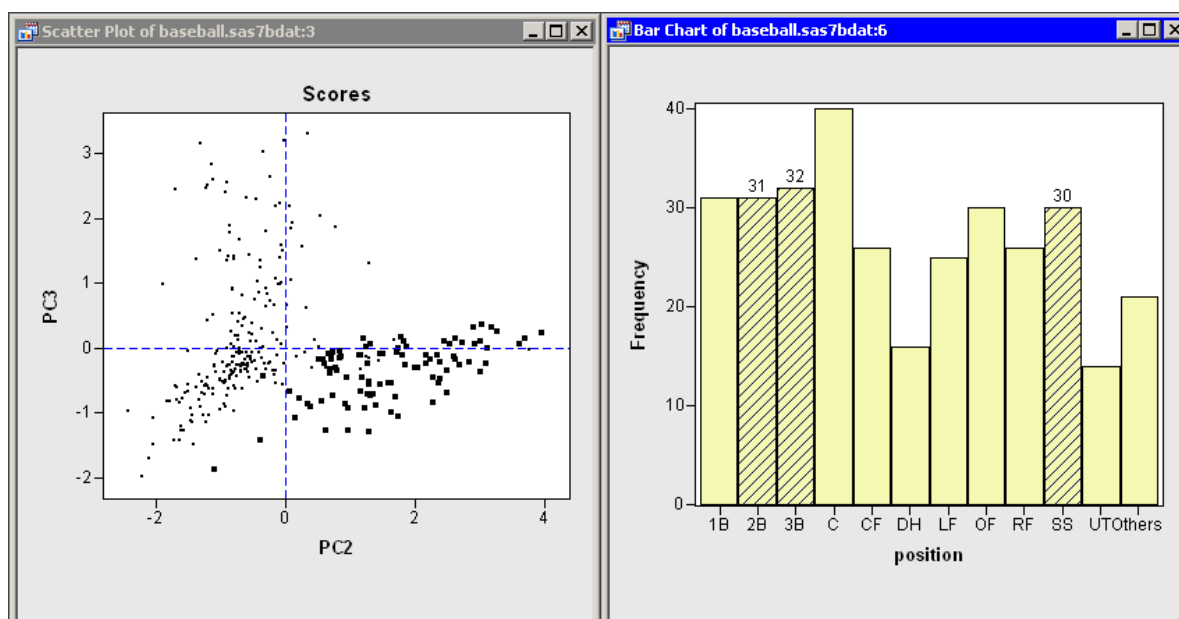 Scatter Plot of baseball.sas7bdat:3
Scores
3
2
1
0
-1
-2
PC3
-2 0 2 4
PC2
Bar Chart of baseball.sas7bdat:6
40
30
20
10
0
Frequency
31 32 30
1B 2B 3B C CF DH LF OF RF SS UT Others
position